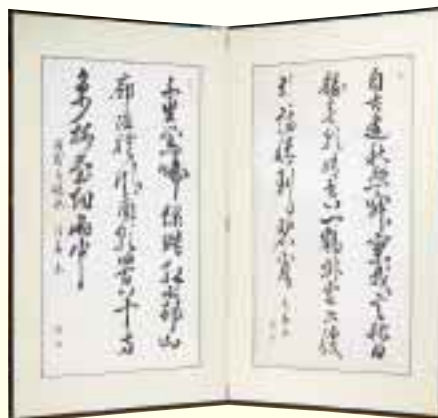 自古逢秋悲寂寥我言秋日
勝春朝晴空一鶴排雲上便
引詩情到碧霄
千里鶯啼綠映紅水村山
郭酒旗風南朝四百八十寺
多少樓臺烟雨中